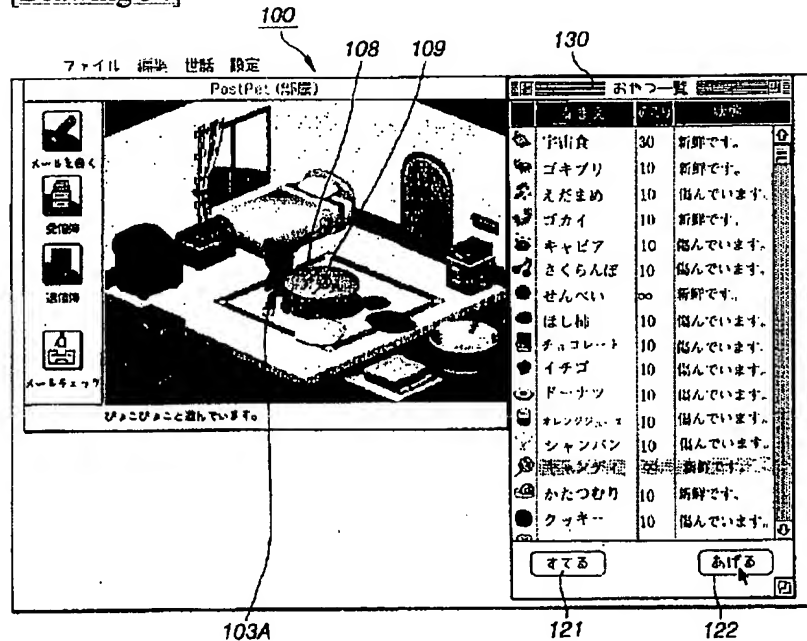 100
108
109
130
ファイル 編集 世話 設定
PostPet (部屋)
メールを書く
受信簿
送信簿
メールチェック
ぴょこぴょこと遊んでいます。
おやつ一覧
なまえ
宇宙食 30 新鮮です。
ゴキブリ 10 新鮮です。
えだまめ 10 傷んでいます。
ゴカイ 10 新鮮です。
キャビア 10 傷んでいます。
さくらんぼ 10 傷んでいます。
せんべい ∞ 新鮮です。
ほし柿 10 傷んでいます。
チョコレート 10 傷んでいます。
イチゴ 10 傷んでいます。
ドーナツ 10 傷んでいます。
オレンジジュース 10 傷んでいます。
シャンパン 10 傷んでいます。
キャンディ 新鮮です。
かたつむり 10 新鮮です。
クッキー 10 傷んでいます。
すてる あげる
103A
121
122